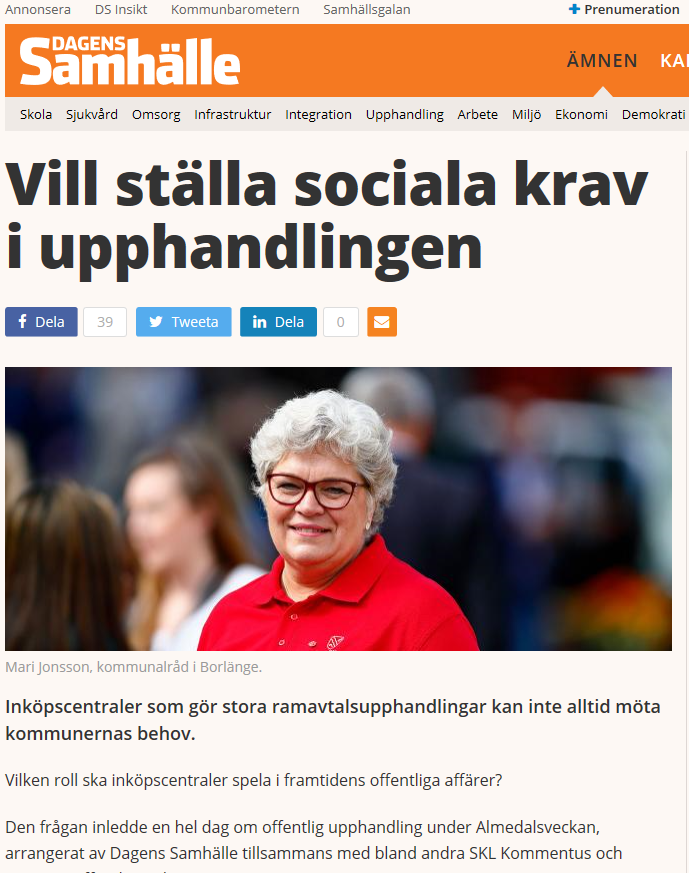 Annonsera DS Insikt Kommunbarometern Samhällsgalan + Prenumeration
DAGENS
Samhälle
ÄMNEN
Skola Sjukvård Omsorg Infrastruktur Integration Upphandling Arbete Miljö Ekonomi Demokrati
Vill ställa sociala krav
i upphandlingen
Dela 39 Tweeta Dela 0
Mari Jonsson, kommunalråd i Borlänge.
Inköpscentraler som gör stora ramavtalsupphandlingar kan inte alltid möta
kommunernas behov.
Vilken roll ska inköpscentraler spela i framtidens offentliga affärer?
Den frågan inledde en hel dag om offentlig upphandling under Almedalsveckan,
arrangerat av Dagens Samhälle tillsammans med bland andra SKL Kommentus och